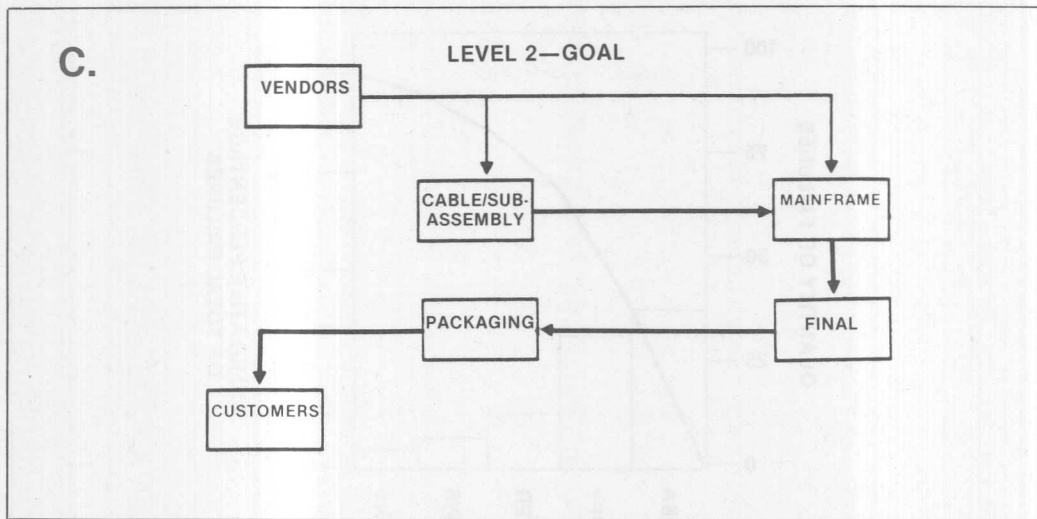 C.
LEVEL 2—GOAL
VENDORS
CABLE/SUB-
ASSEMBLY
MAINFRAME
PACKAGING
FINAL
CUSTOMERS